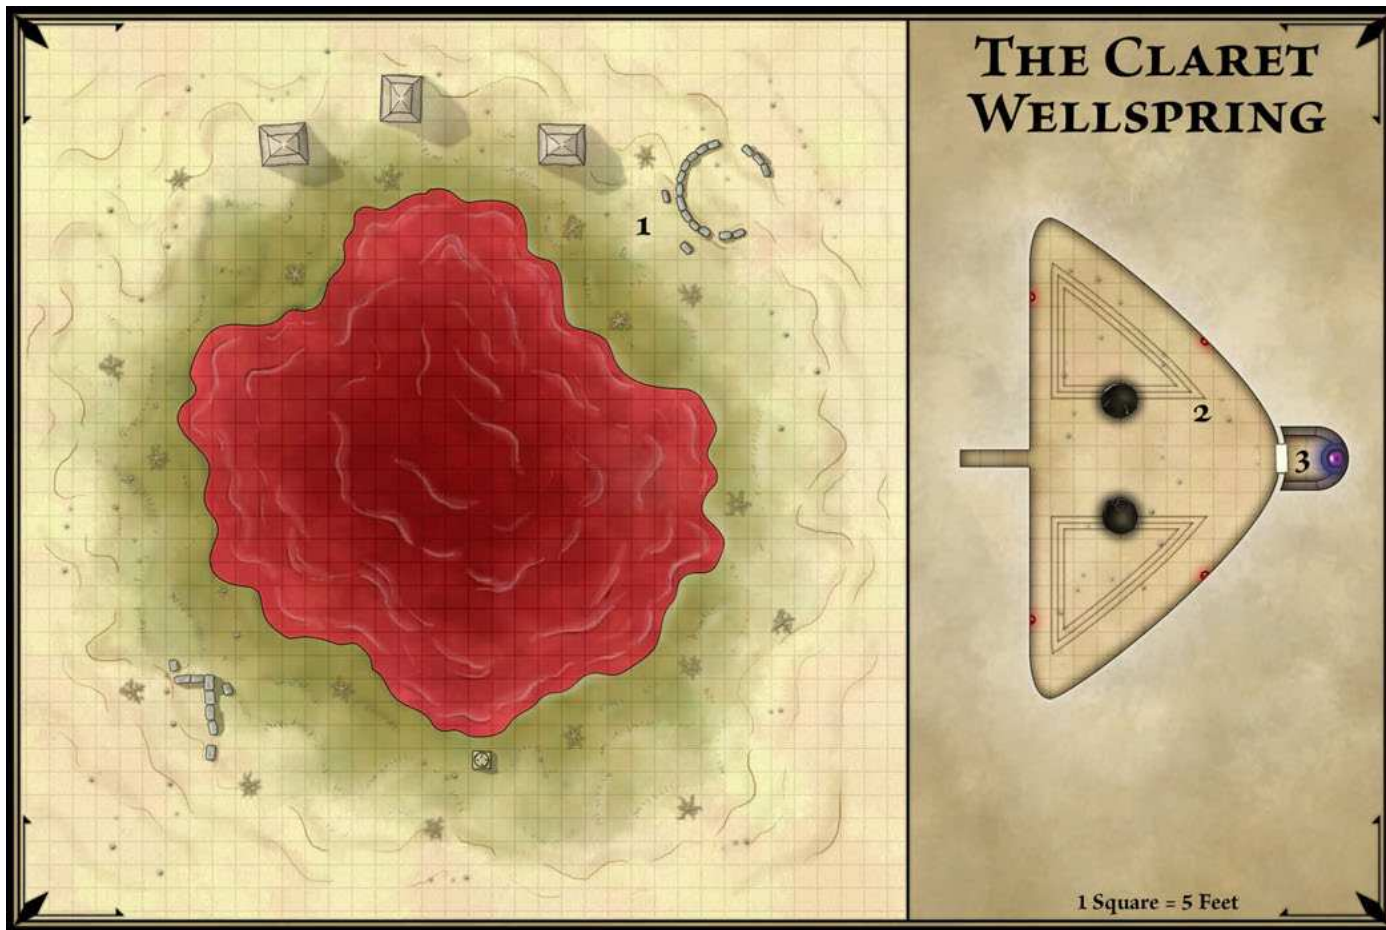 The Claret
Wellspring
1
2
3
1 Square = 5 Feet